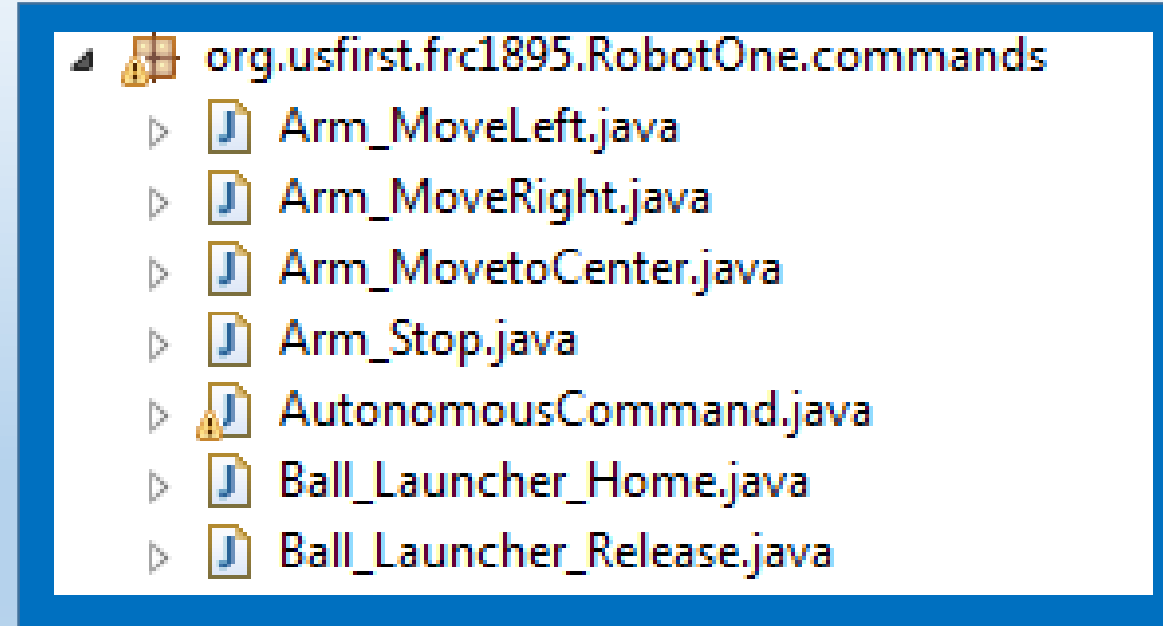 org.usfirst.frc1895.RobotOne.commands
Arm_MoveLeft.java
Arm_MoveRight.java
Arm_MovetoCenter.java
Arm_Stop.java
AutonomousCommand.java
Ball_Launcher_Home.java
Ball_Launcher_Release.java